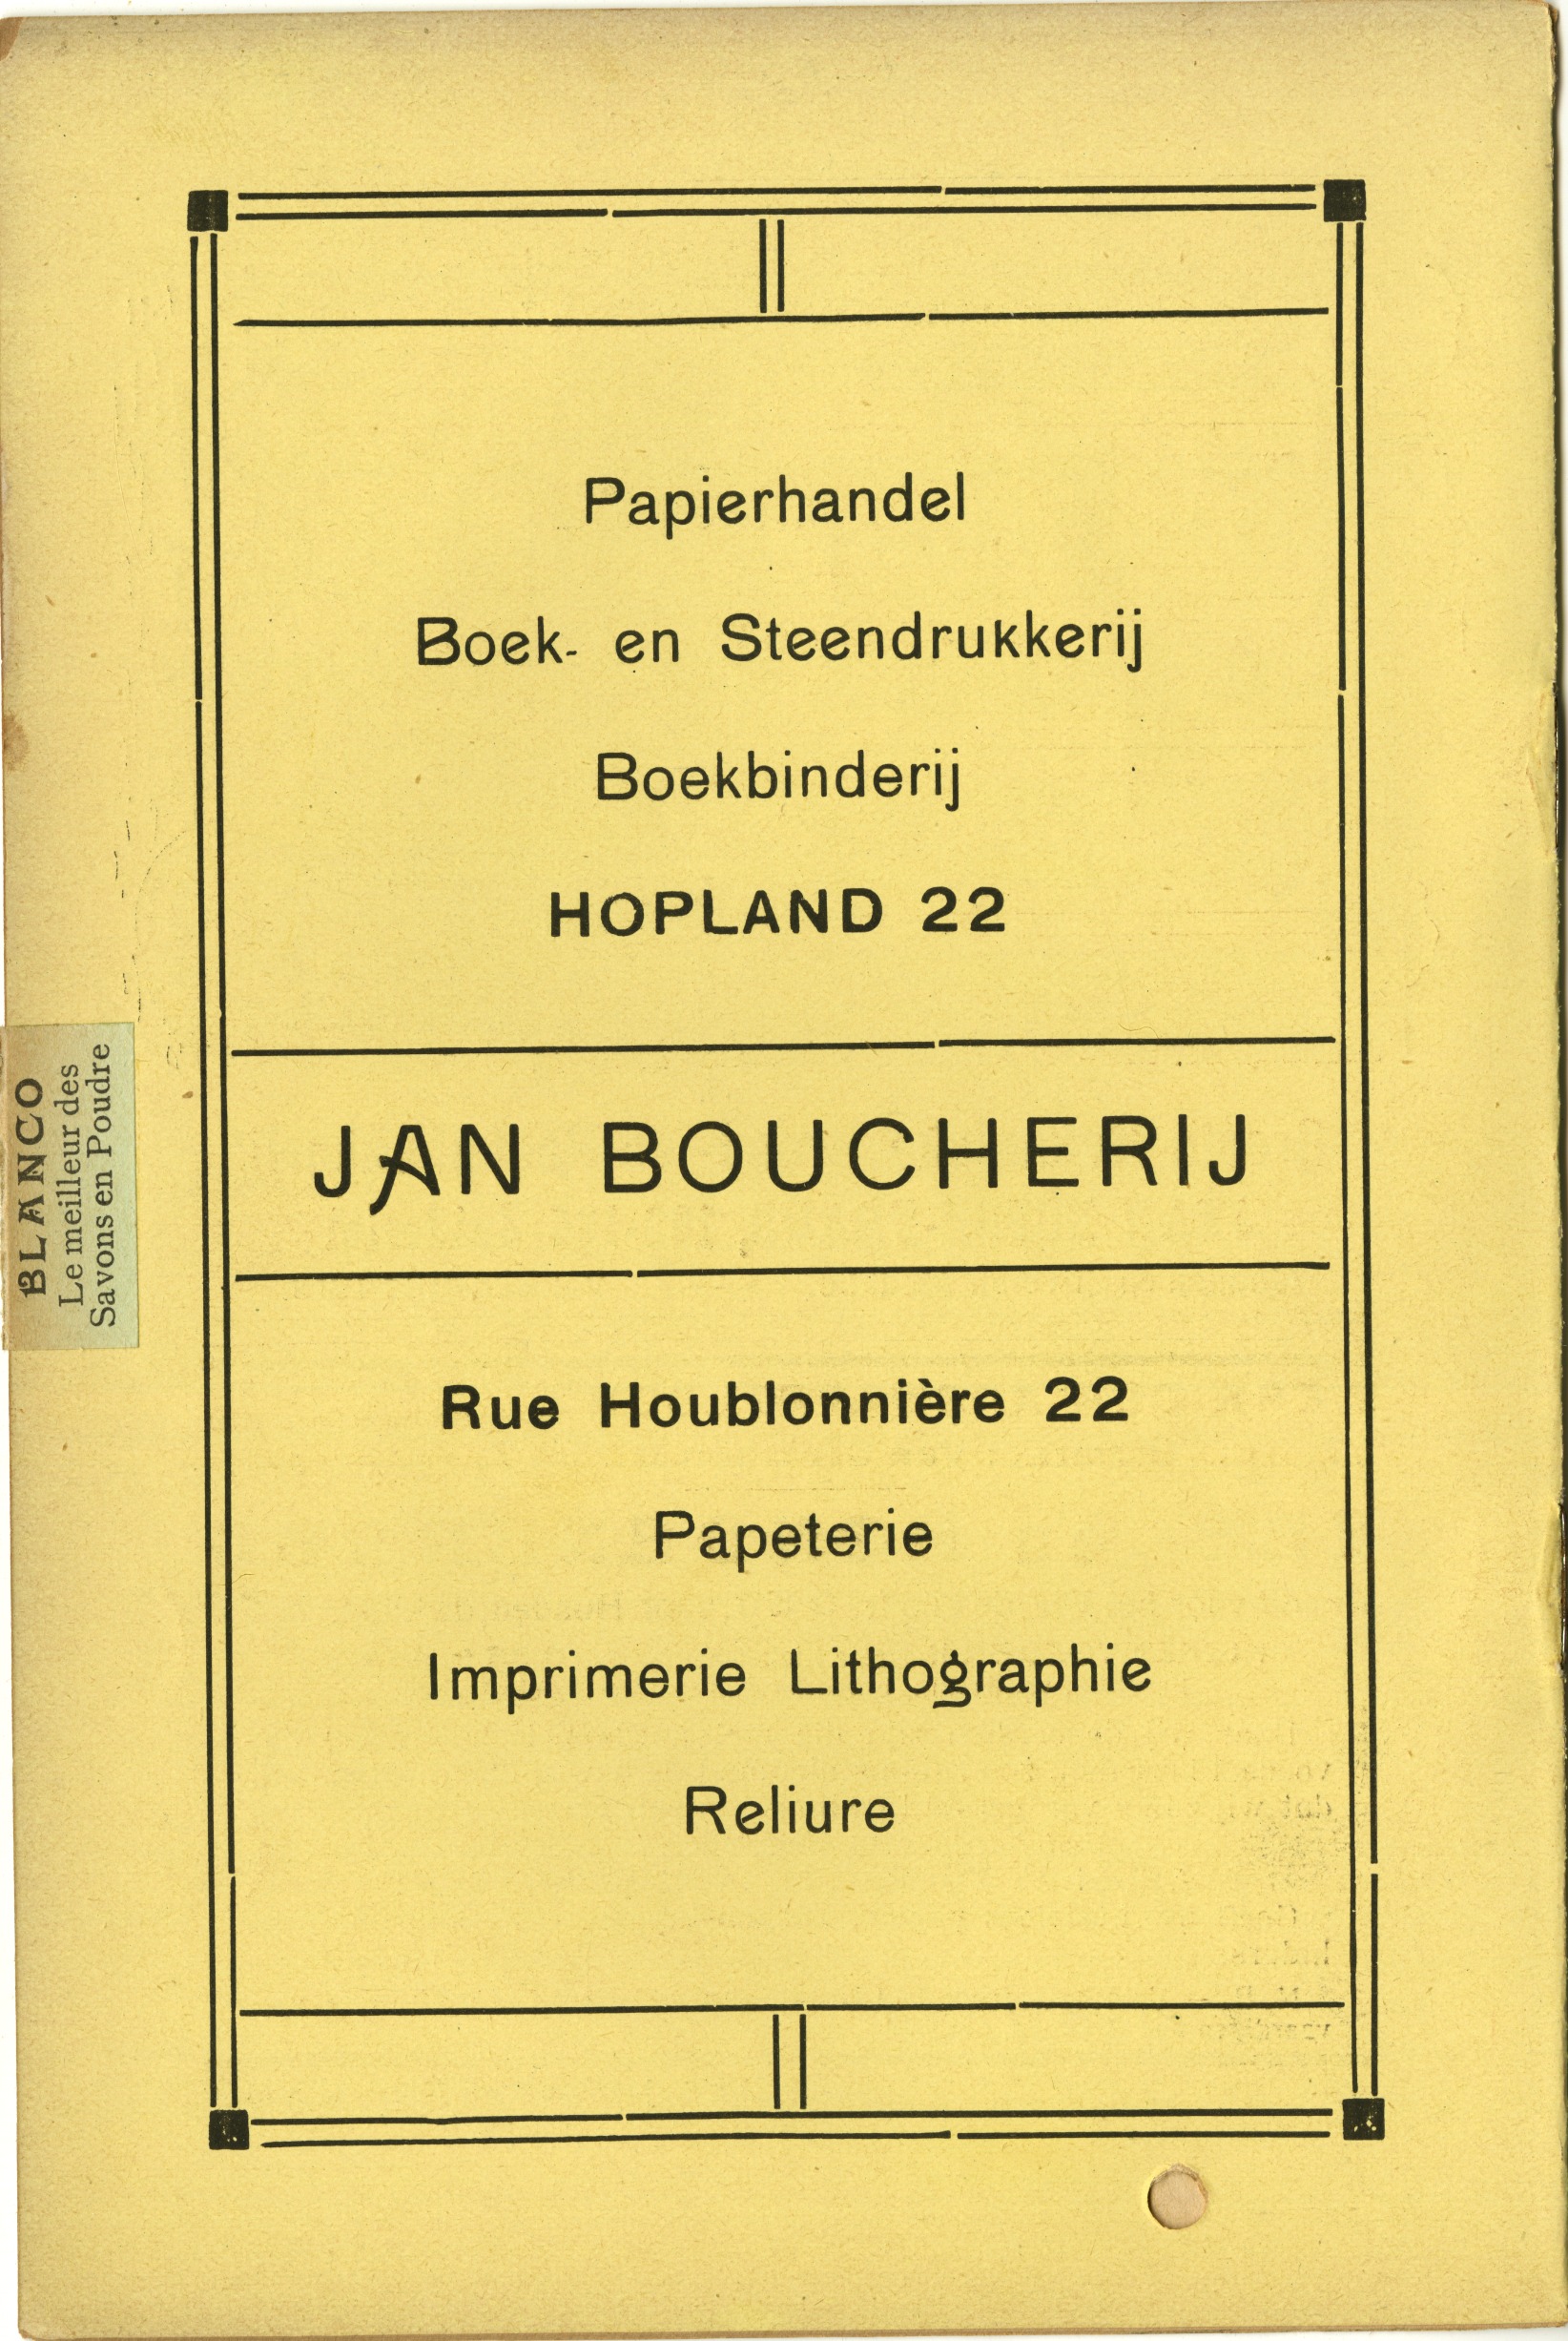 Papierhandel
Boek- en Steendrukkerij
Boekbinderij
HOPLAND 22
JAN BOUCHERIJ
Rue Houblonnière 22
Papeterie
Imprimerie Lithographie
Reliure
BLANCO
Le meilleur des
Savons en Poudre